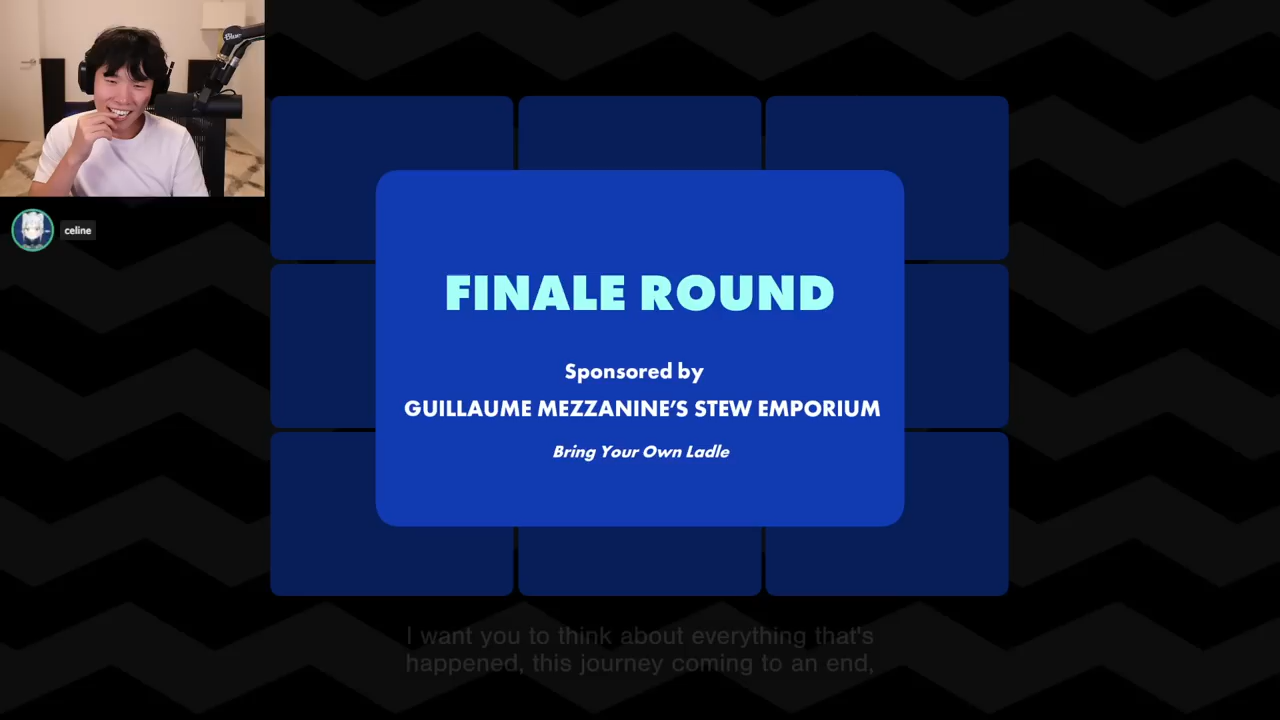 Blue
celine
FINALE ROUND
Sponsored by
GUILLAUME MEZZANINE'S STEW EMPORIUM
Bring Your Own Ladle
I want you to think about everything that's
happened, this journey coming to an end,